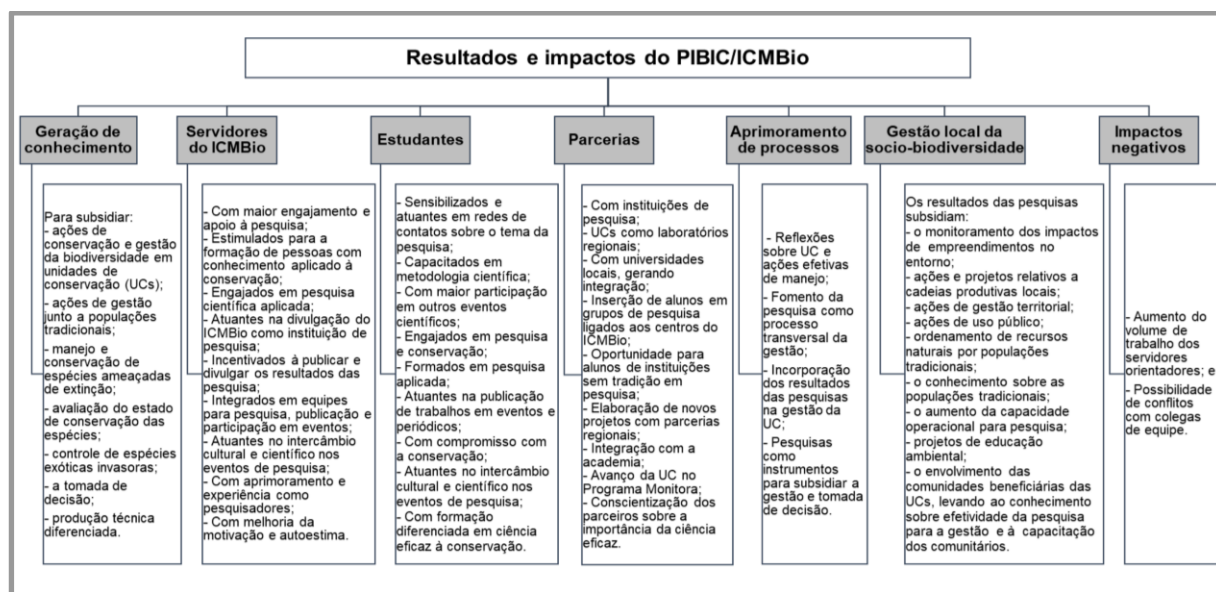 Resultados e impactos do PIBIC/ICMBio
Geração de
conhecimento
Para subsidiar:
- ações de
conservação e gestão
da biodiversidade em
unidades de
conservação (UCs);
- ações de gestão
junto a populações
tradicionais;
- manejo e
conservação de
espécies ameaçadas
de extinção;
- avaliação do estado
de conservação das
espécies;
- controle de espécies
exóticas invasoras;
- a tomada de
decisão;
- produção técnica
diferenciada.
Servidores
do ICMBio
- Com maior engajamento e
apoio à pesquisa;
- Estimulados para a
formação de pessoas com
conhecimento aplicado à
conservação;
- Engajados em pesquisa
científica aplicada;
- Atuantes na divulgação do
ICMBio como instituição de
pesquisa;
- Incentivados à publicar e
divulgar os resultados das
pesquisa;
- Integrados em equipes
para pesquisa, publicação e
participação em eventos;
- Atuantes no intercâmbio
cultural e científico nos
eventos de pesquisa;
- Com aprimoramento e
experiência como
pesquisadores;
- Com melhoria da
motivação e autoestima.
Estudantes
- Sensibilizados e
atuantes em redes de
contatos sobre o tema da
pesquisa;
- Capacitados em
metodologia científica;
- Com maior participação
em outros eventos
científicos;
- Engajados em pesquisa
e conservação;
- Formados em pesquisa
aplicada;
- Atuantes na publicação
de trabalhos em eventos e
periódicos;
- Com compromisso com
a conservação;
- Atuantes no intercâmbio
cultural e científico nos
eventos de pesquisa;
- Com formação
diferenciada em ciência
eficaz à conservação.
Parcerias
- Com instituições de
pesquisa;
- UCs como laboratórios
regionais;
- Com universidades
locais, gerando
integração;
- Inserção de alunos em
grupos de pesquisa
ligados aos centros do
ICMBio;
- Oportunidade para
alunos de instituições
sem tradição em
pesquisa;
- Elaboração de novos
projetos com parcerias
regionais;
- Integração com a
academia;
- Avanço da UC no
Programa Monitora;
- Conscientização dos
parceiros sobre a
importância da ciência
eficaz.
Aprimoramento
de processos
- Reflexões
sobre UC e
ações efetivas
de manejo;
- Fomento da
pesquisa como
processo
transversal da
gestão;
- Incorporação
dos resultados
das pesquisas
na gestão da
UC;
- Pesquisas
como
instrumentos
para subsidiar a
gestão e tomada
de decisão.
Gestão local da
socio-biodiversidade
Os resultados das pesquisas
subsidiam:
- o monitoramento dos impactos
de empreendimentos no
entorno;
- ações e projetos relativos a
cadeias produtivas locais;
- ações de gestão territorial;
- ações de uso público;
- ordenamento de recursos
naturais por populações
tradicionais;
- o conhecimento sobre as
populações tradicionais;
- o aumento da capacidade
operacional para pesquisa;
- projetos de educação
ambiental;
- o envolvimento das
comunidades beneficiárias das
UCs, levando ao conhecimento
sobre efetividade da pesquisa
para a gestão e à capacitação
dos comunitários.
Impactos
negativos
- Aumento do
volume de
trabalho dos
servidores
orientadores; e
- Possibilidade
de conflitos
com colegas
de equipe.